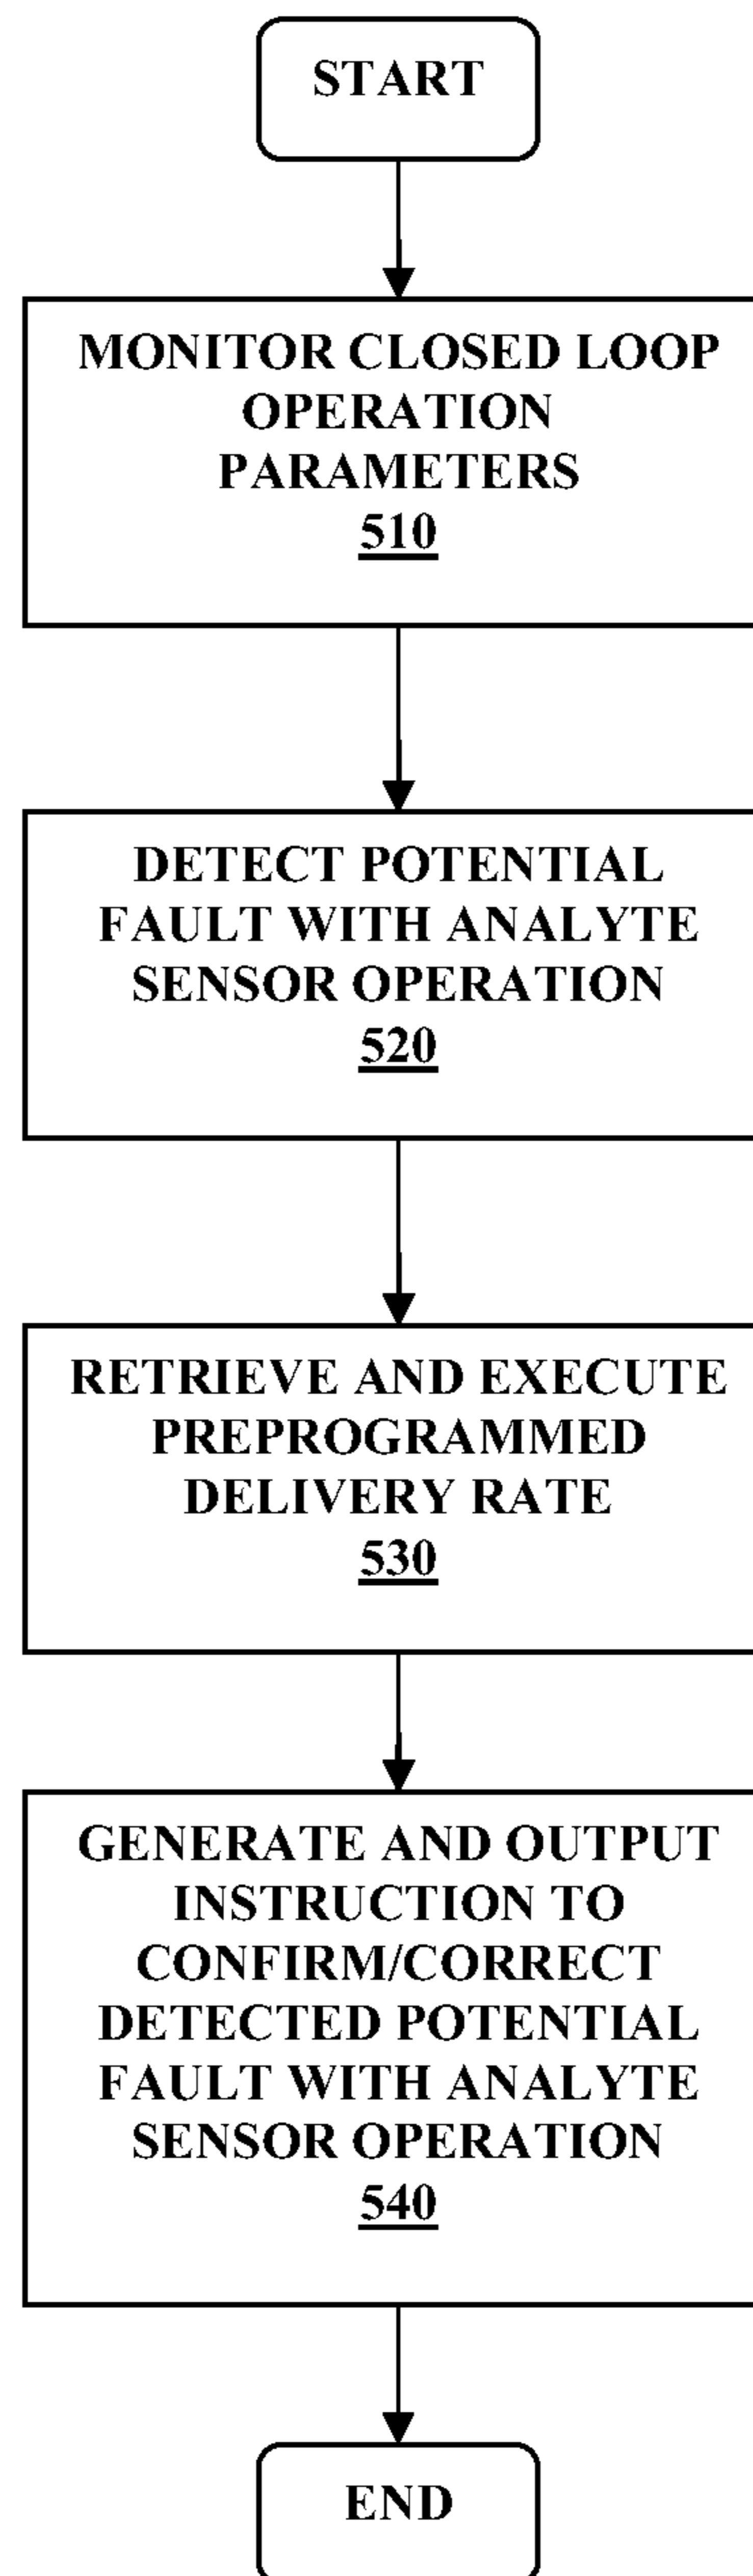 START
MONITOR CLOSED LOOP
OPERATION
PARAMETERS
510
DETECT POTENTIAL
FAULT WITH ANALYTE
SENSOR OPERATION
520
RETRIEVE AND EXECUTE
PREPROGRAMMED
DELIVERY RATE
530
GENERATE AND OUTPUT
INSTRUCTION TO
CONFIRM/CORRECT
DETECTED POTENTIAL
FAULT WITH ANALYTE
SENSOR OPERATION
540
END